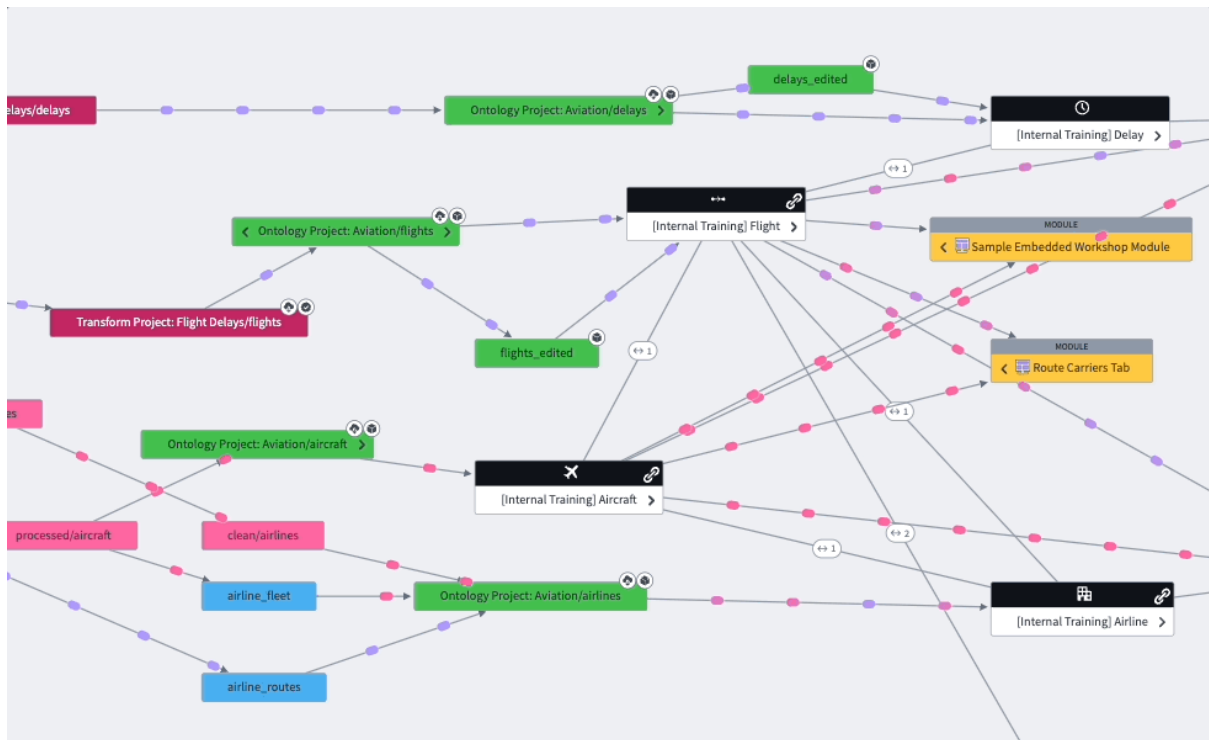 delays_edited
elays/delays
Ontology Project: Aviation/delays
[Internal Training] Delay
1
[Internal Training] Flight
MODULE
Sample Embedded Workshop Module
Ontology Project: Aviation/flights
Transform Project: Flight Delays/flights
flights_edited
1
MODULE
Route Carriers Tab
es
1
Ontology Project: Aviation/aircraft
[Internal Training] Aircraft
processed/aircraft
clean/airlines
2
1
airline_fleet
Ontology Project: Aviation/airlines
[Internal Training] Airline
airline_routes